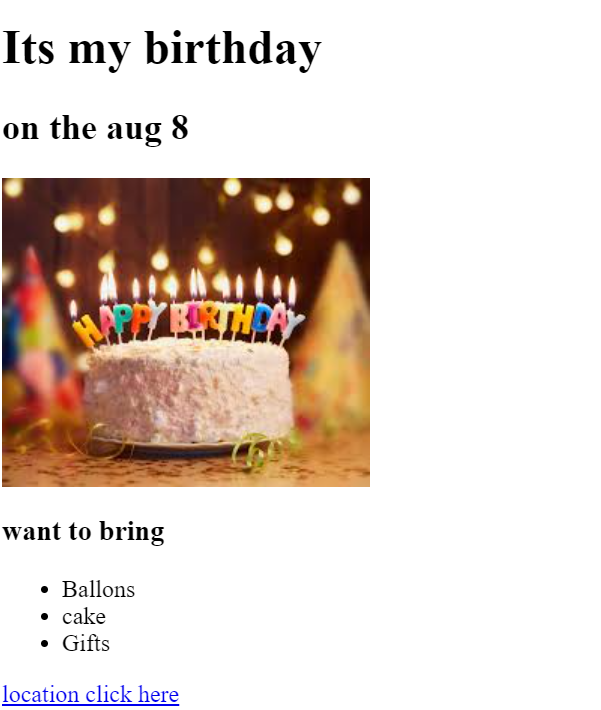 Its my birthday
on the aug 8
HAPPY BIRTHDAY
want to bring
Ballons
cake
Gifts
location click here